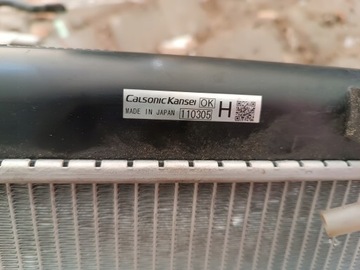 Calsonic Kansei OK H
MADE IN JAPAN 110305